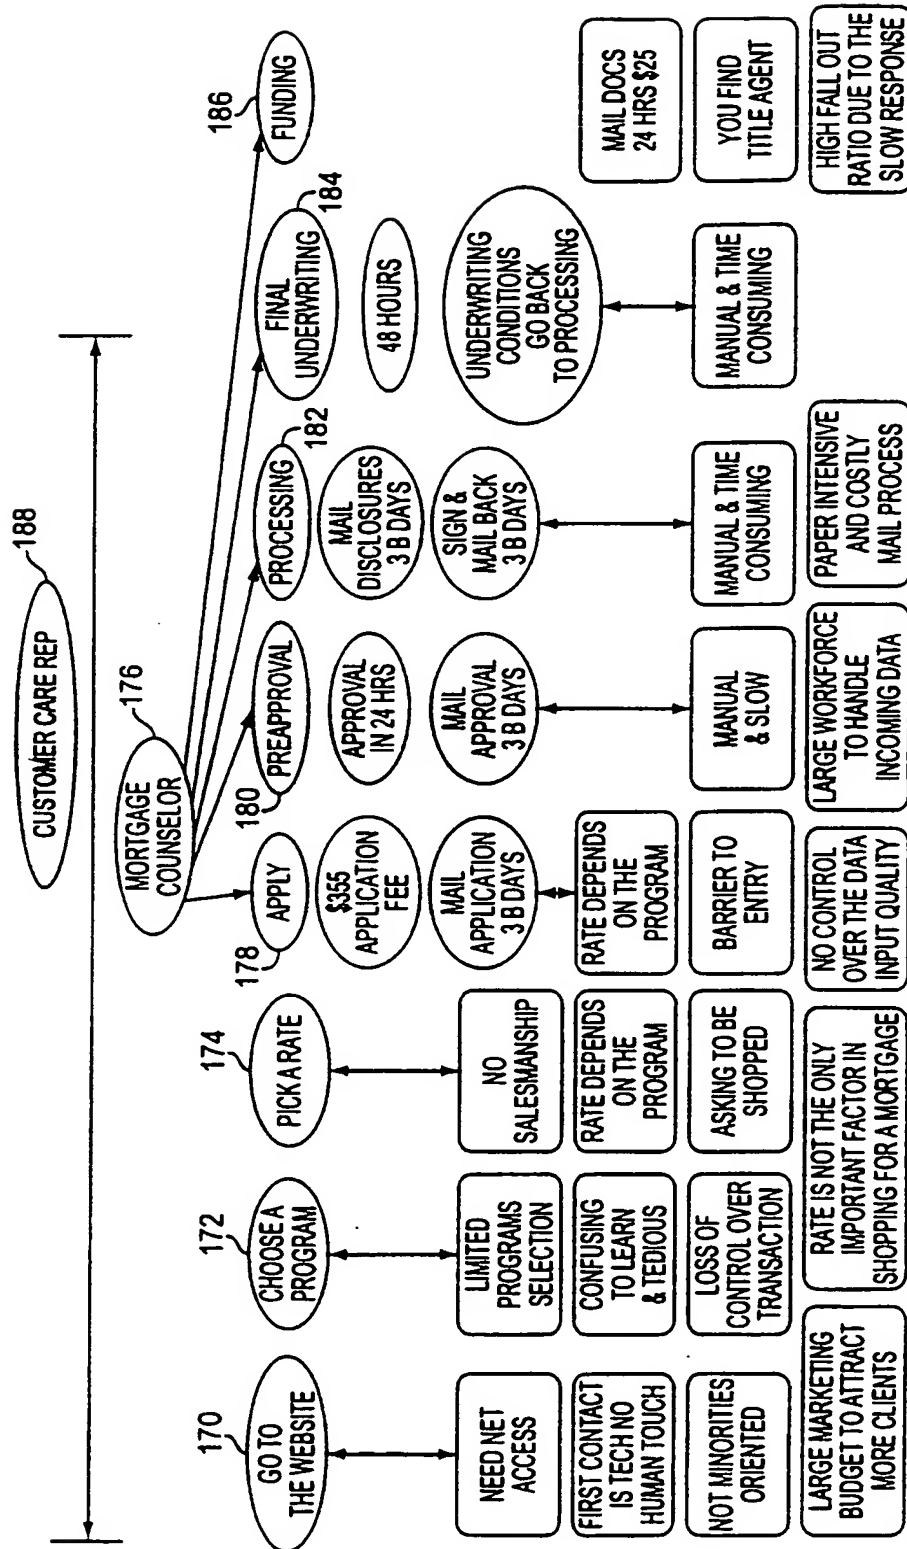 188
CUSTOMER CARE REP
176
MORTGAGE
COUNSELOR
170
GO TO
THE WEBSITE
172
CHOOSE A
PROGRAM
174
PICK A RATE
178
APPLY
180
PREAPPROVAL
182
PROCESSING
184
FINAL
UNDERWRITING
186
FUNDING
$355
APPLICATION
FEE
APPROVAL
IN 24 HRS
MAIL
DISCLOSURES
3 B DAYS
48 HOURS
MAIL
APPLICATION
3 B DAYS
MAIL
APPROVAL
3 B DAYS
SIGN &
MAIL BACK
3 B DAYS
UNDERWRITING
CONDITIONS
GO BACK
TO PROCESSING
NEED NET
ACCESS
LIMITED
PROGRAMS
SELECTION
NO
SALESMANSHIP
FIRST CONTACT
IS TECH NO
HUMAN TOUCH
CONFUSING
TO LEARN
& TEDIOUS
RATE DEPENDS
ON THE
PROGRAM
RATE DEPENDS
ON THE
PROGRAM
MAIL DOCS
24 HRS $25
NOT MINORITIES
ORIENTED
LOSS OF
CONTROL OVER
TRANSACTION
ASKING TO BE
SHOPPED
BARRIER TO
ENTRY
MANUAL
& SLOW
MANUAL & TIME
CONSUMING
MANUAL & TIME
CONSUMING
YOU FIND
TITLE AGENT
LARGE MARKETING
BUDGET TO ATTRACT
MORE CLIENTS
RATE IS NOT THE ONLY
IMPORTANT FACTOR IN
SHOPPING FOR A MORTGAGE
NO CONTROL
OVER THE DATA
INPUT QUALITY
LARGE WORKFORCE
TO HANDLE
INCOMING DATA
PAPER INTENSIVE
AND COSTLY
MAIL PROCESS
HIGH FALL OUT
RATIO DUE TO THE
SLOW RESPONSE